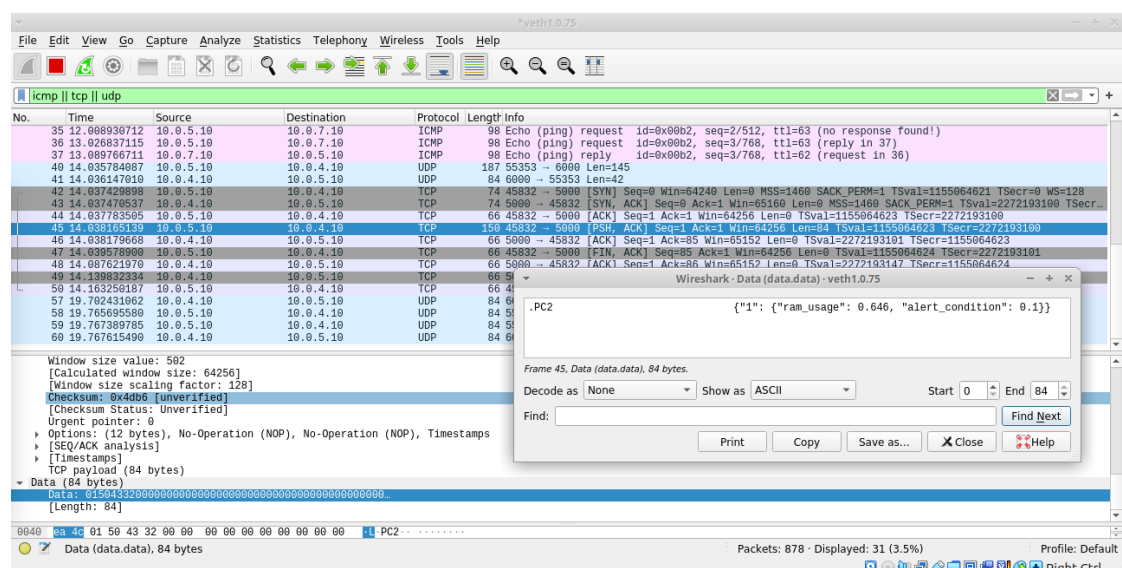 *veth1.0.75
File Edit View Go Capture Analyze Statistics Telephony Wireless Tools Help
icmp || tcp || udp
No. Time Source Destination Protocol Length Info
35 12.008930712 10.0.5.10 10.0.7.10 ICMP 98 Echo (ping) request id=0x00b2, seq=2/512, ttl=63 (no response found!)
36 13.026837115 10.0.5.10 10.0.7.10 ICMP 98 Echo (ping) request id=0x00b2, seq=3/768, ttl=63 (reply in 37)
37 13.089766711 10.0.7.10 10.0.5.10 ICMP 98 Echo (ping) reply id=0x00b2, seq=3/768, ttl=62 (request in 36)
40 14.035784087 10.0.5.10 10.0.4.10 UDP 187 55353 → 6000 Len=145
41 14.036147010 10.0.4.10 10.0.5.10 UDP 84 6000 → 55353 Len=42
42 14.037429898 10.0.5.10 10.0.4.10 TCP 74 45832 → 5000 [SYN] Seq=0 Win=64240 Len=0 MSS=1460 SACK_PERM=1 TSval=1155064621 TSecr=0 WS=128
43 14.037470537 10.0.4.10 10.0.5.10 TCP 74 5000 → 45832 [SYN, ACK] Seq=0 Ack=1 Win=65160 Len=0 MSS=1460 SACK_PERM=1 TSval=2272193100 TSecr…
44 14.037783505 10.0.5.10 10.0.4.10 TCP 66 45832 → 5000 [ACK] Seq=1 Ack=1 Win=64256 Len=0 TSval=1155064623 TSecr=2272193100
45 14.038165139 10.0.5.10 10.0.4.10 TCP 150 45832 → 5000 [PSH, ACK] Seq=1 Ack=1 Win=64256 Len=84 TSval=1155064623 TSecr=2272193100
46 14.038179668 10.0.4.10 10.0.5.10 TCP 66 5000 → 45832 [ACK] Seq=1 Ack=85 Win=65152 Len=0 TSval=2272193101 TSecr=1155064623
47 14.039578900 10.0.5.10 10.0.4.10 TCP 66 45832 → 5000 [FIN, ACK] Seq=85 Ack=1 Win=64256 Len=0 TSval=1155064624 TSecr=2272193101
48 14.087621970 10.0.4.10 10.0.5.10 TCP 66 5000 → 45832 [ACK] Seq=1 Ack=86 Win=65152 Len=0 TSval=2272193147 TSecr=1155064624
49 14.139832334 10.0.4.10 10.0.5.10 TCP 66
50 14.163250187 10.0.5.10 10.0.4.10 TCP 66
57 19.702431062 10.0.4.10 10.0.5.10 UDP 84
58 19.765695580 10.0.5.10 10.0.4.10 UDP 84
59 19.767389785 10.0.5.10 10.0.4.10 UDP 84
60 19.767615490 10.0.4.10 10.0.5.10 UDP 84
Wireshark · Data (data.data) · veth1.0.75
.PC2 {"1": {"ram_usage": 0.646, "alert_condition": 0.1}}
Frame 45, Data (data.data), 84 bytes.
Decode as None Show as ASCII Start 0 End 84
Find: Find Next
Print Copy Save as... Close Help
Window size value: 502
[Calculated window size: 64256]
[Window size scaling factor: 128]
Checksum: 0x4db6 [unverified]
[Checksum Status: Unverified]
Urgent pointer: 0
Options: (12 bytes), No-Operation (NOP), No-Operation (NOP), Timestamps
[SEQ/ACK analysis]
[Timestamps]
TCP payload (84 bytes)
Data (84 bytes)
[Length: 84]
0040 ea 4c 01 50 43 32 00 00 00 00 00 00 00 00 00 00 ·L·PC2·· ········
Data (data.data), 84 bytes
Packets: 878 · Displayed: 31 (3.5%)
Profile: Default
Right Ctrl